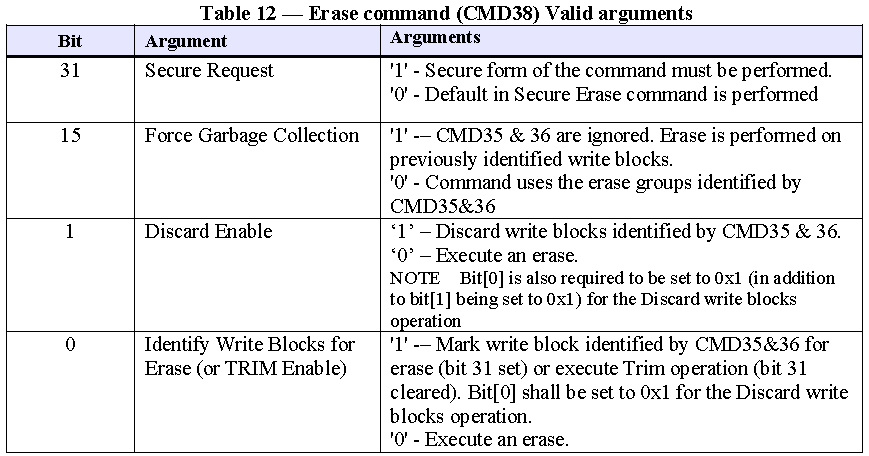 Table 12 — Erase command (CMD38) Valid arguments
Bit Argument Arguments
31 Secure Request '1' - Secure form of the command must be performed.
'0' - Default in Secure Erase command is performed
15 Force Garbage Collection '1' -– CMD35 & 36 are ignored. Erase is performed on
previously identified write blocks.
'0' - Command uses the erase groups identified by
CMD35&36
1 Discard Enable ‘1’ – Discard write blocks identified by CMD35 & 36.
‘0’ – Execute an erase.
NOTE Bit[0] is also required to be set to 0x1 (in addition
to bit[1] being set to 0x1) for the Discard write blocks
operation
0 Identify Write Blocks for '1' -– Mark write block identified by CMD35&36 for
Erase (or TRIM Enable) erase (bit 31 set) or execute Trim operation (bit 31
cleared). Bit[0] shall be set to 0x1 for the Discard write
blocks operation.
'0' - Execute an erase.